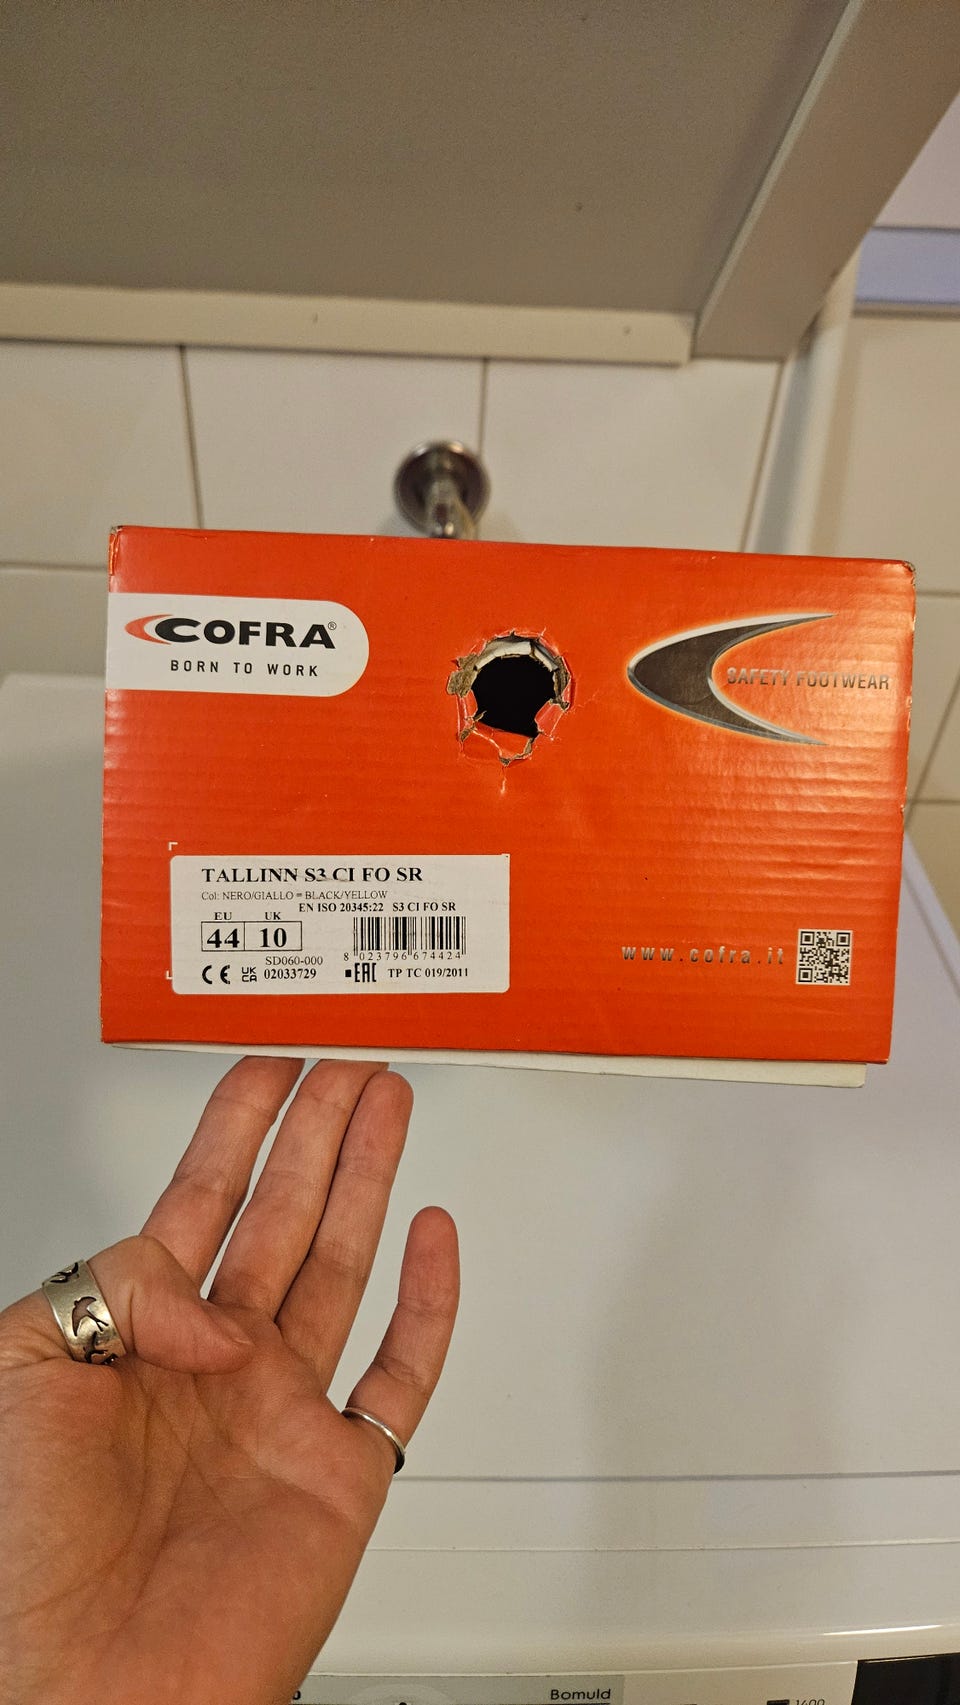 COFRA®
BORN TO WORK
SAFETY FOOTWEAR
TALLINN S3 CI FO SR
Col: NERO/GIALLO = BLACK/YELLOW
EN ISO 20345:22 S3 CI FO SR
EU UK
44 10
8 023796 674424
SD060-000
CE UK CA 02033729 EAC TP TC 019/2011
www.cofra.it
Bomuld
1400